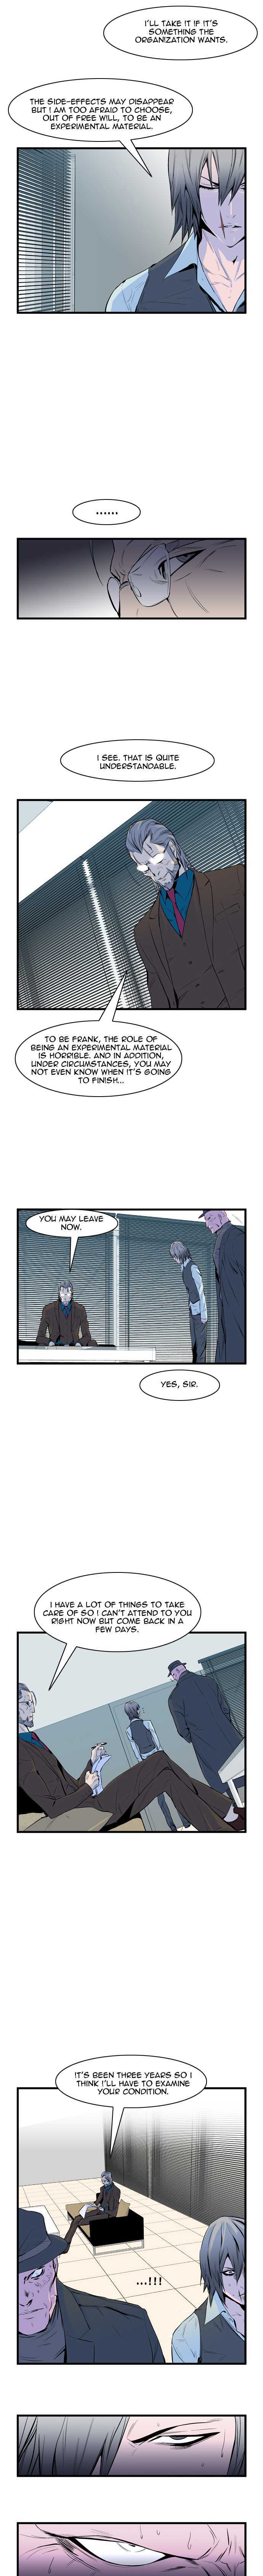 I'LL TAKE IT IF IT'S
SOMETHING THE
ORGANIZATION WANTS.
THE SIDE-EFFECTS MAY DISAPPEAR
BUT I AM TOO AFRAID TO CHOOSE,
OUT OF FREE WILL, TO BE AN
EXPERIMENTAL MATERIAL.
......
I SEE. THAT IS QUITE
UNDERSTANDABLE.
TO BE FRANK, THE ROLE OF
BEING AN EXPERIMENTAL MATERIAL
IS HORRIBLE. AND IN ADDITION,
UNDER CIRCUMSTANCES, YOU MAY
NOT EVEN KNOW WHEN IT'S GOING
TO FINISH...
YOU MAY LEAVE
NOW.
YES, SIR.
I HAVE A LOT OF THINGS TO TAKE
CARE OF SO I CAN'T ATTEND TO YOU
RIGHT NOW BUT COME BACK IN A
FEW DAYS.
IT'S BEEN THREE YEARS SO I
THINK I'LL HAVE TO EXAMINE
YOUR CONDITION.
...!!!